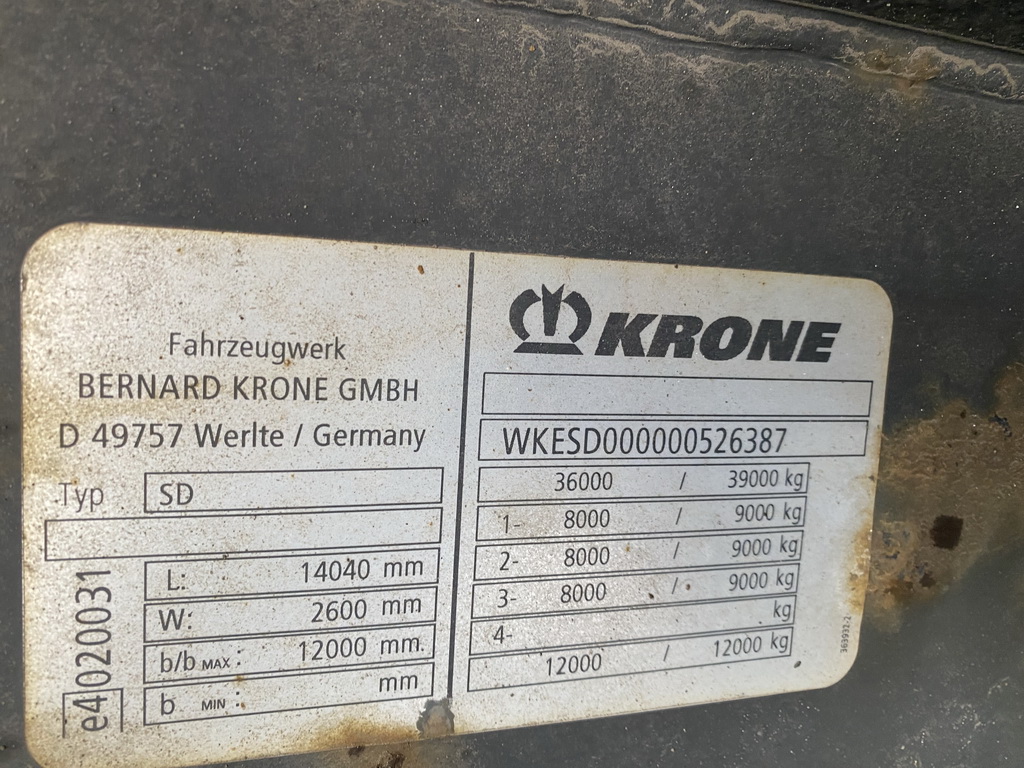 Fahrzeugwerk
BERNARD KRONE GMBH
D 49757 Werlte / Germany
Typ SD
L: 14040 mm
W: 2600 mm
b/b MAX : 12000 mm.
b MIN : mm
e4020031
KRONE
WKESD000000526387
36000 / 39000 kg
1- 8000 / 9000 kg
2- 8000 / 9000 kg
3- 8000 / 9000 kg
4- kg
12000 / 12000 kg
363932-2